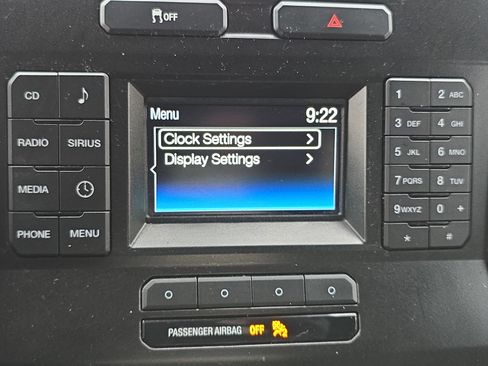 OFF
CD
RADIO SIRIUS
MEDIA
PHONE MENU
Menu 9:22
Clock Settings >
Display Settings >
<
1 2 ABC
3 DEF 4 GHI
5 JKL 6 MNO
7 PQRS 8 TUV
9 WXYZ 0 +
* #
PASSENGER AIRBAG OFF